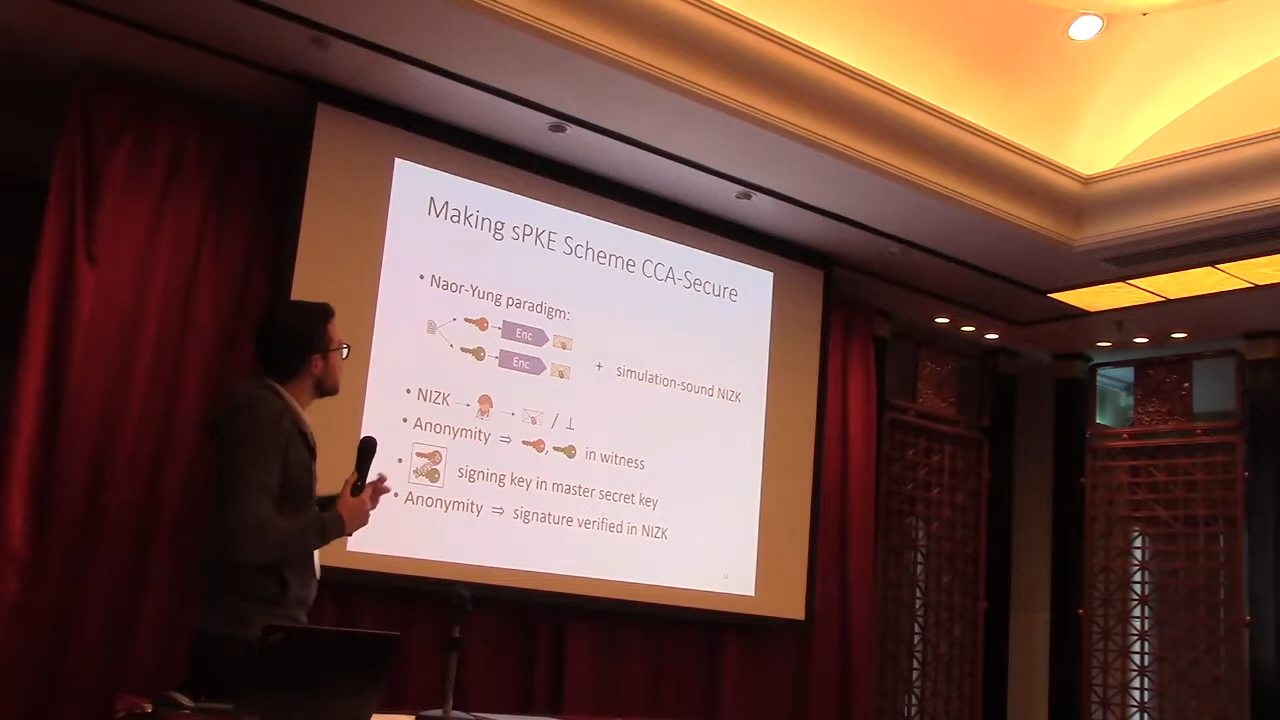 Making sPKE Scheme CCA-Secure
• Naor-Yung paradigm:
Enc
Enc
+ simulation-sound NIZK
• NIZK → → / ⊥
• Anonymity ⇒ , in witness
• signing key in master secret key
• Anonymity ⇒ signature verified in NIZK